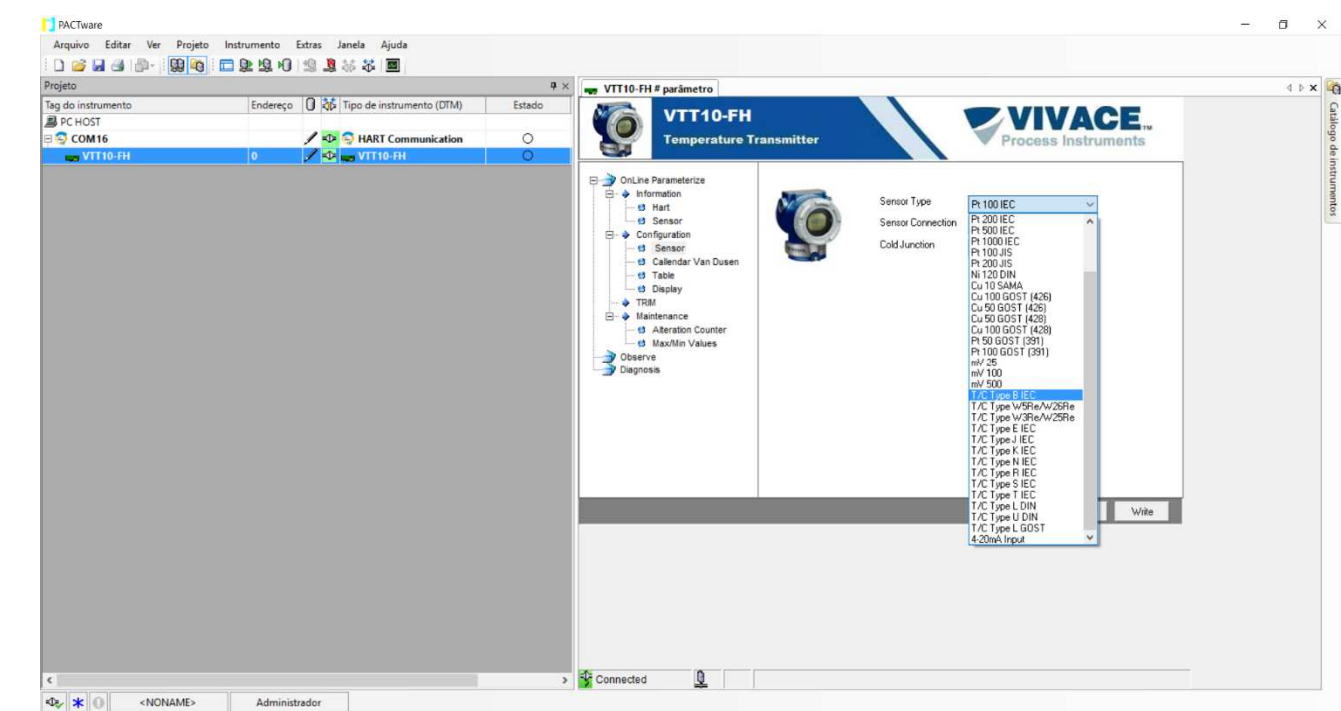 PACTware
Arquivo Editar Ver Projeto Instrumento Extras Janela Ajuda
Projeto
Tag do instrumento Endereço Tipo de instrumento (DTM) Estado
PC HOST
COM16 HART Communication
VTT10-FH 0 VTT10-FH
VTT10-FH # parâmetro
VTT10-FH
Temperature Transmitter
VIVACE TM
Process Instruments
OnLine Parameterize
Information
Hart
Sensor
Configuration
Sensor
Callendar Van Dusen
Table
Display
TRIM
Maintenance
Alteration Counter
Max/Min Values
Observe
Diagnosis
Sensor Type Pt 100 IEC
Sensor Connection
Cold Junction
Pt 200 IEC
Pt 500 IEC
Pt 1000 IEC
Pt 100 JIS
Pt 200 JIS
Ni 120 DIN
Cu 10 SAMA
Cu 100 GOST (426)
Cu 50 GOST (426)
Cu 50 GOST (428)
Cu 100 GOST (428)
Pt 50 GOST (391)
Pt 100 GOST (391)
mV 25
mV 100
mV 500
T/C Type B IEC
T/C Type W5Re/W26Re
T/C Type W3Re/W25Re
T/C Type E IEC
T/C Type J IEC
T/C Type K IEC
T/C Type N IEC
T/C Type R IEC
T/C Type S IEC
T/C Type T IEC
T/C Type L DIN
T/C Type U DIN
T/C Type L GOST
4-20mA Input
Write
Catálogo de instrumentos
Connected
<NONAME> Administrador